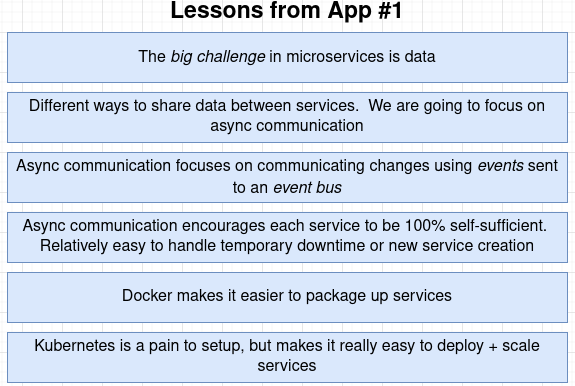 Lessons from App #1
The big challenge in microservices is data
Different ways to share data between services.  We are going to focus on
async communication
Async communication focuses on communicating changes using events sent
to an event bus
Async communication encourages each service to be 100% self-sufficient.
Relatively easy to handle temporary downtime or new service creation
Docker makes it easier to package up services
Kubernetes is a pain to setup, but makes it really easy to deploy + scale
services